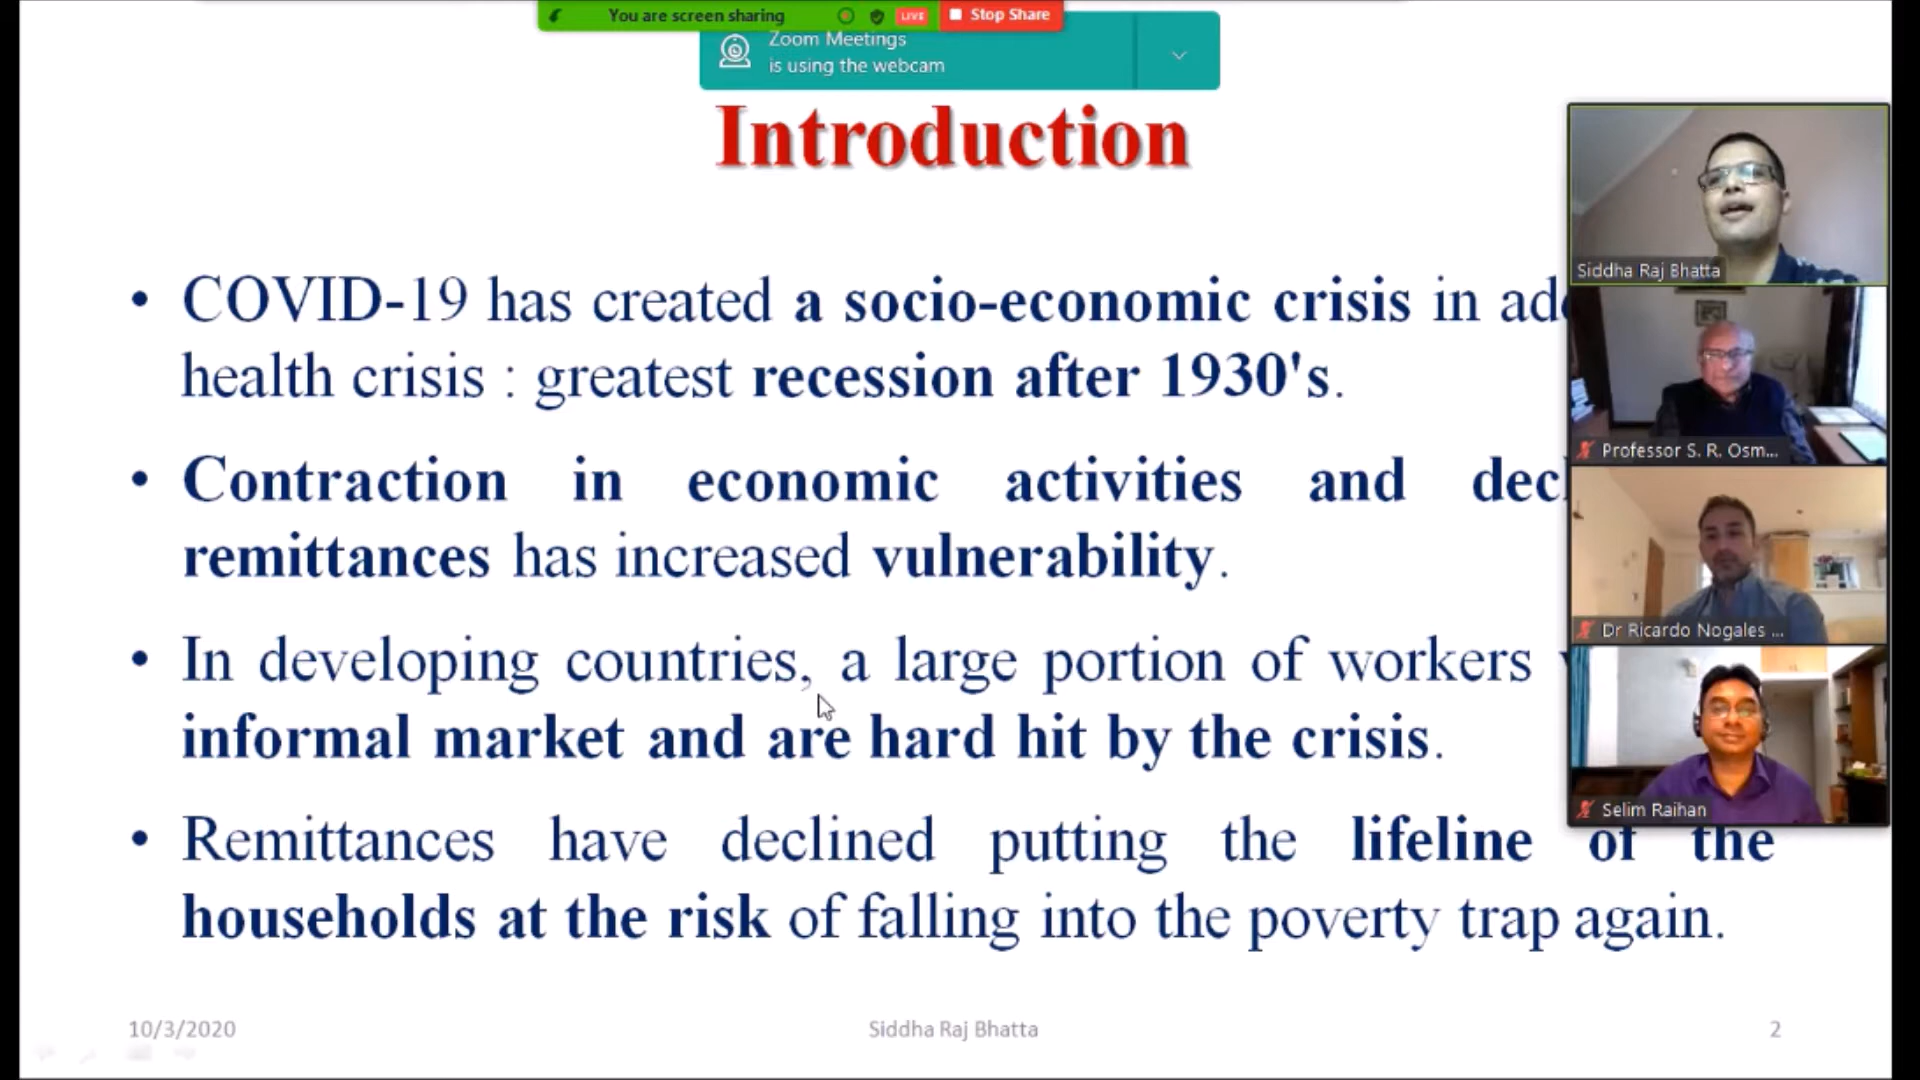 You are screen sharing LIVE Stop Share
Zoom Meetings
is using the webcam
Introduction
• COVID-19 has created a socio-economic crisis in
health crisis : greatest recession after 1930's.
• Contraction in economic activities and
remittances has increased vulnerability.
• In developing countries, a large portion of workers
informal market and are hard hit by the crisis.
• Remittances have declined putting the lifeline of the
households at the risk of falling into the poverty trap again.
Siddha Raj Bhatta
Professor S. R. Osm...
Dr Ricardo Nogales ...
Selim Raihan
10/3/2020 Siddha Raj Bhatta 2